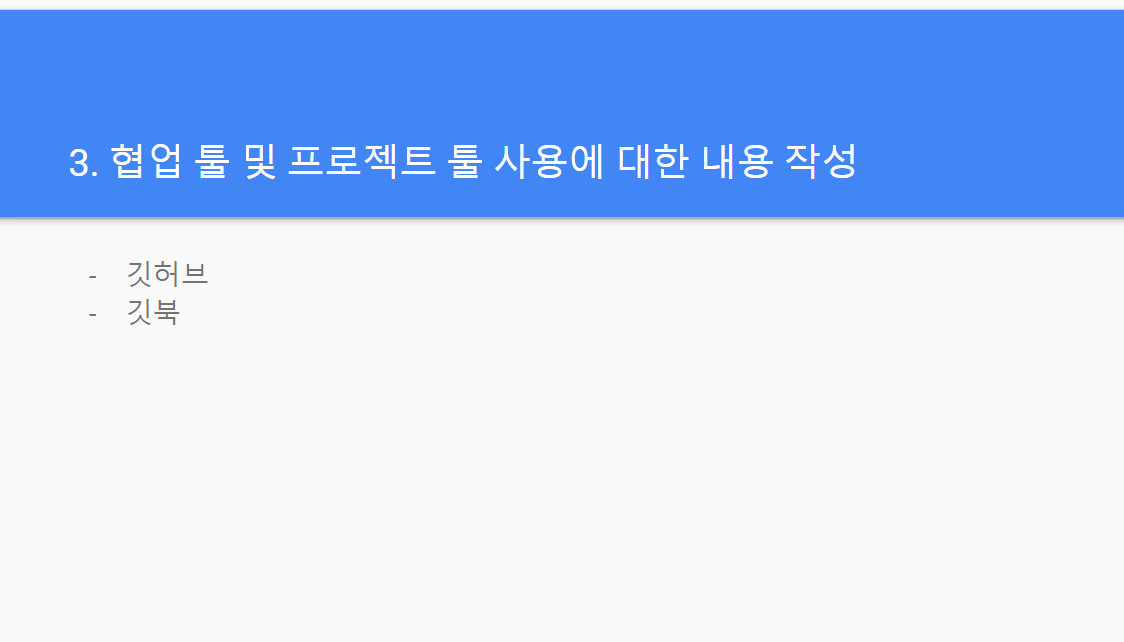 3. 협업 툴 및 프로젝트 툴 사용에 대한 내용 작성
- 깃허브
- 깃북